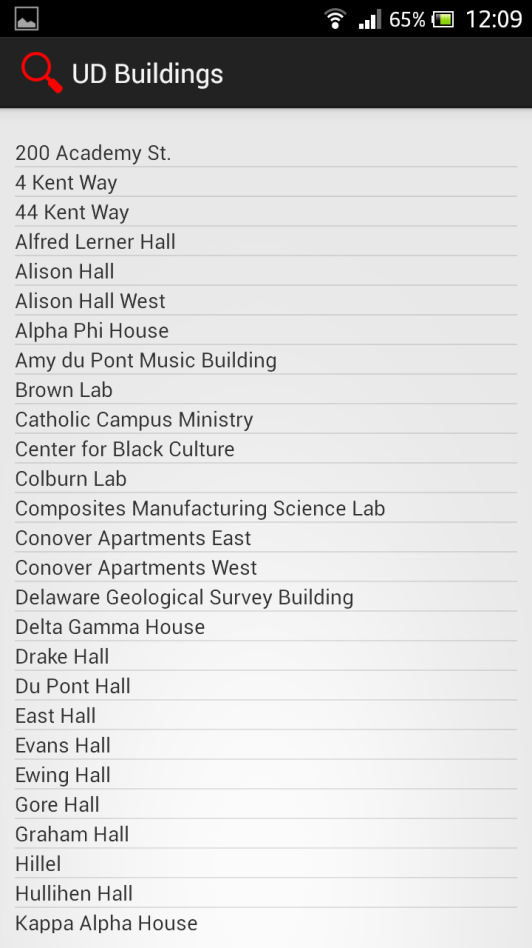 65% 12:09
UD Buildings
200 Academy St.
4 Kent Way
44 Kent Way
Alfred Lerner Hall
Alison Hall
Alison Hall West
Alpha Phi House
Amy du Pont Music Building
Brown Lab
Catholic Campus Ministry
Center for Black Culture
Colburn Lab
Composites Manufacturing Science Lab
Conover Apartments East
Conover Apartments West
Delaware Geological Survey Building
Delta Gamma House
Drake Hall
Du Pont Hall
East Hall
Evans Hall
Ewing Hall
Gore Hall
Graham Hall
Hillel
Hullihen Hall
Kappa Alpha House